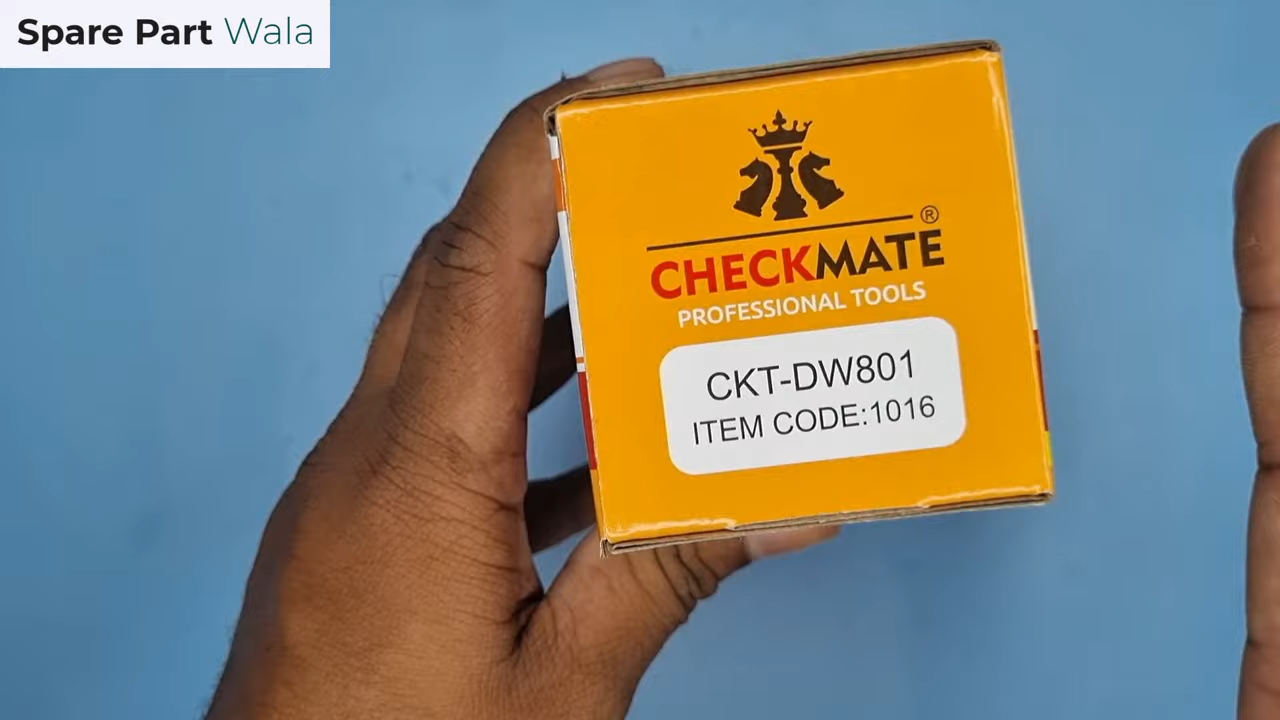 Spare Part Wala
®
CHECKMATE
PROFESSIONAL TOOLS
CKT-DW801
ITEM CODE:1016